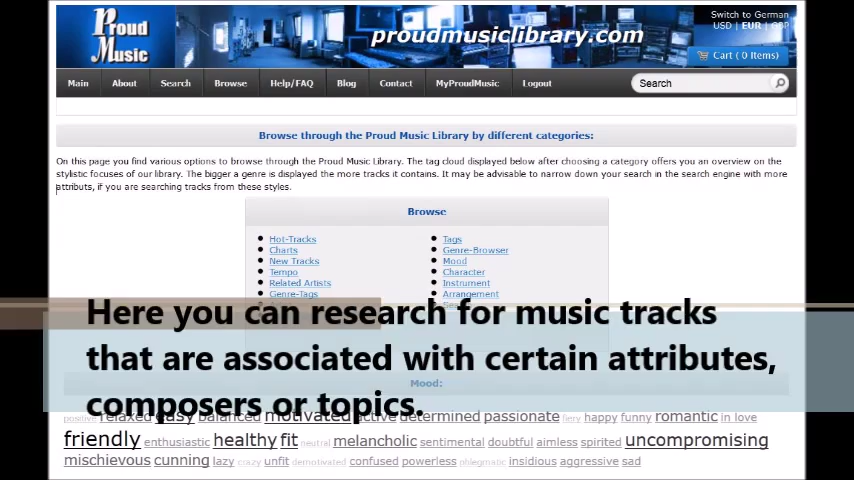 Proud
Music
proudmusiclibrary.com
Switch to German
USD | EUR | GBP
Cart ( 0 Items)
Main About Search Browse Help/FAQ Blog Contact MyProudMusic Logout Search
Browse through the Proud Music Library by different categories:
On this page you find various options to browse through the Proud Music Library. The tag cloud displayed below after choosing a category offers you an overview on the
stylistic focuses of our library. The bigger a genre is displayed the more tracks it contains. It may be advisable to narrow down your search in the search engine with more
attributs, if you are searching tracks from these styles.
Browse
Hot-Tracks
Charts
New Tracks
Tempo
Related Artists
Genre-Tags
Tags
Genre-Browser
Mood
Character
Instrument
Arrangement
Here you can research for music tracks
that are associated with certain attributes,
composers or topics.
Mood:
positive relaxed easy balanced motivated active determined passionate fiery happy funny romantic in love
friendly enthusiastic healthy fit neutral melancholic sentimental doubtful aimless spirited uncompromising
mischievous cunning lazy crazy unfit demotivated confused powerless phlegmatic insidious aggressive sad